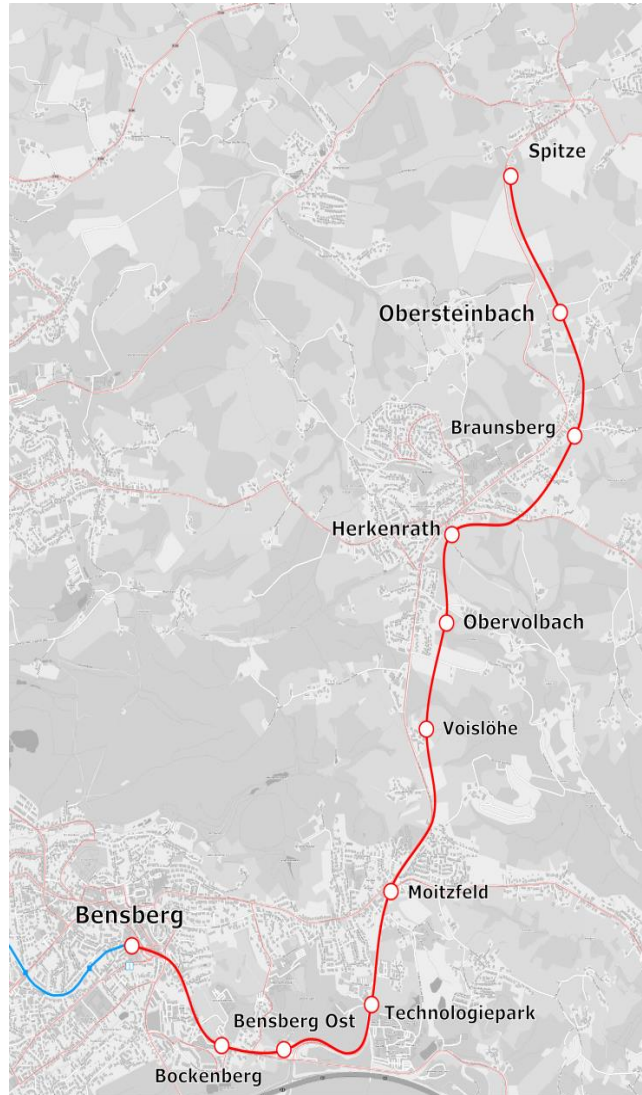 Spitze
Obersteinbach
Braunsberg
Herkenrath
Obervolbach
Voislöhe
Moitzfeld
Bensberg
Technologiepark
Bensberg Ost
Bockenberg